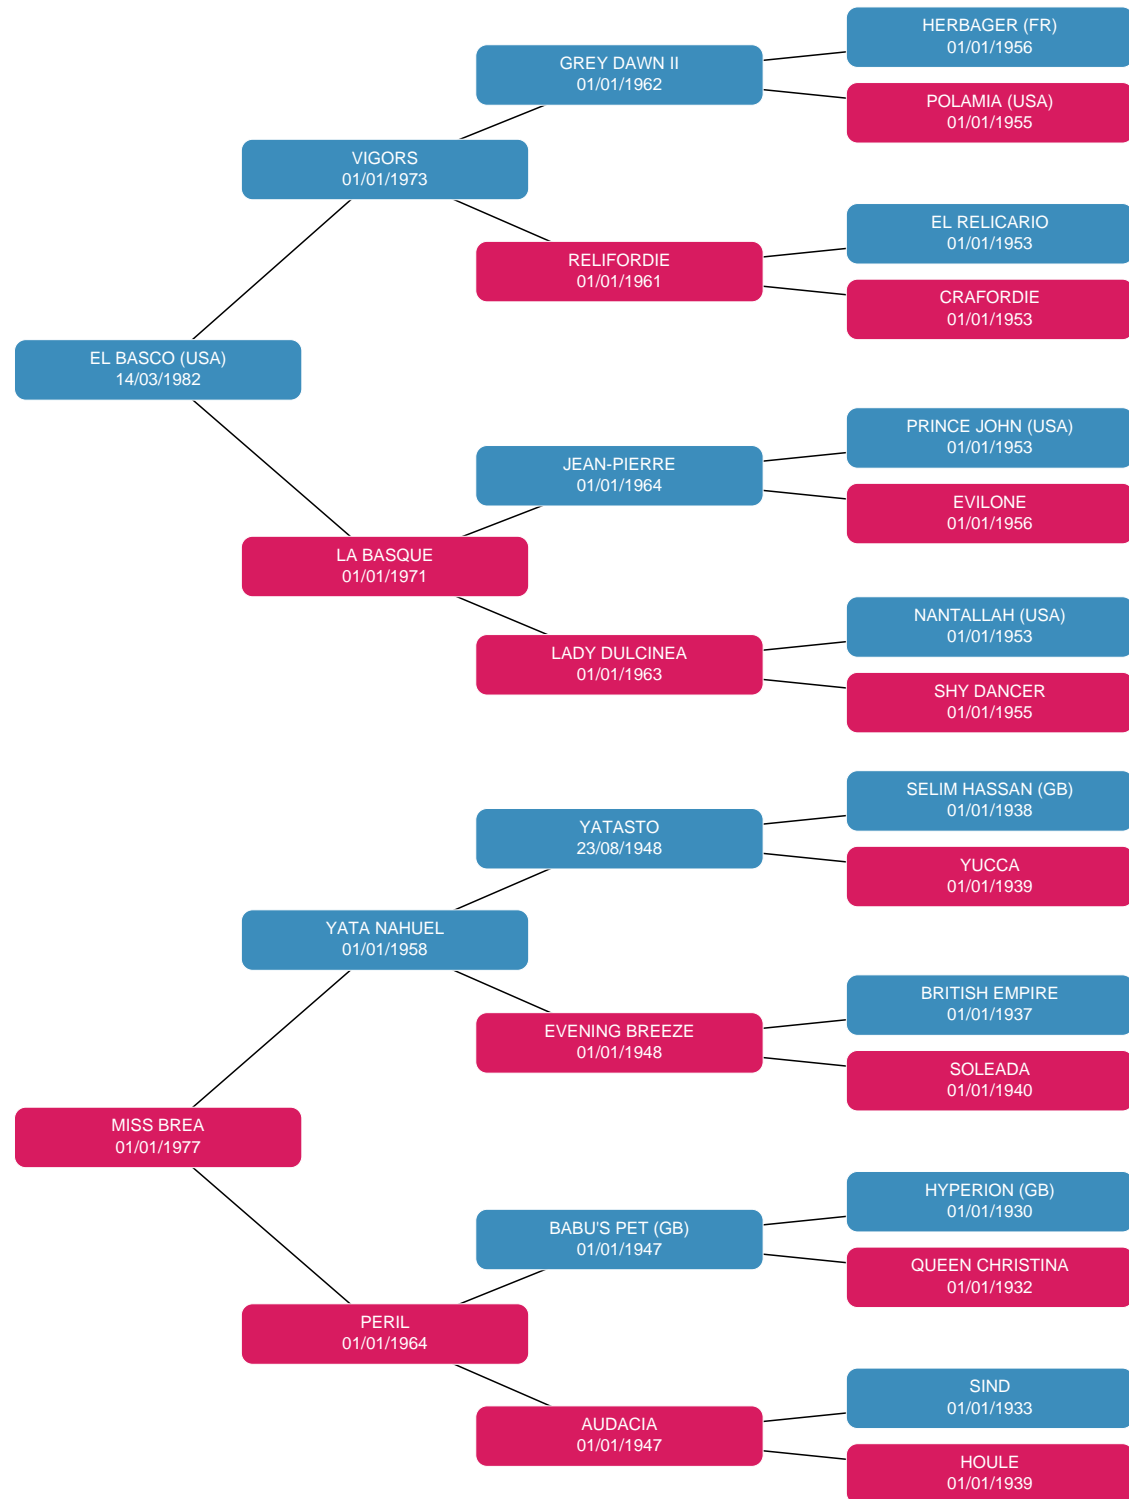 HERBAGER (FR)
01/01/1956
GREY DAWN II
01/01/1962
POLAMIA (USA)
01/01/1955
VIGORS
01/01/1973
EL RELICARIO
01/01/1953
RELIFORDIE
01/01/1961
CRAFORDIE
01/01/1953
EL BASCO (USA)
14/03/1982
PRINCE JOHN (USA)
01/01/1953
JEAN-PIERRE
01/01/1964
EVILONE
01/01/1956
LA BASQUE
01/01/1971
NANTALLAH (USA)
01/01/1953
LADY DULCINEA
01/01/1963
SHY DANCER
01/01/1955
SELIM HASSAN (GB)
01/01/1938
YATASTO
23/08/1948
YUCCA
01/01/1939
YATA NAHUEL
01/01/1958
BRITISH EMPIRE
01/01/1937
EVENING BREEZE
01/01/1948
SOLEADA
01/01/1940
MISS BREA
01/01/1977
HYPERION (GB)
01/01/1930
BABU'S PET (GB)
01/01/1947
QUEEN CHRISTINA
01/01/1932
PERIL
01/01/1964
SIND
01/01/1933
AUDACIA
01/01/1947
HOULE
01/01/1939